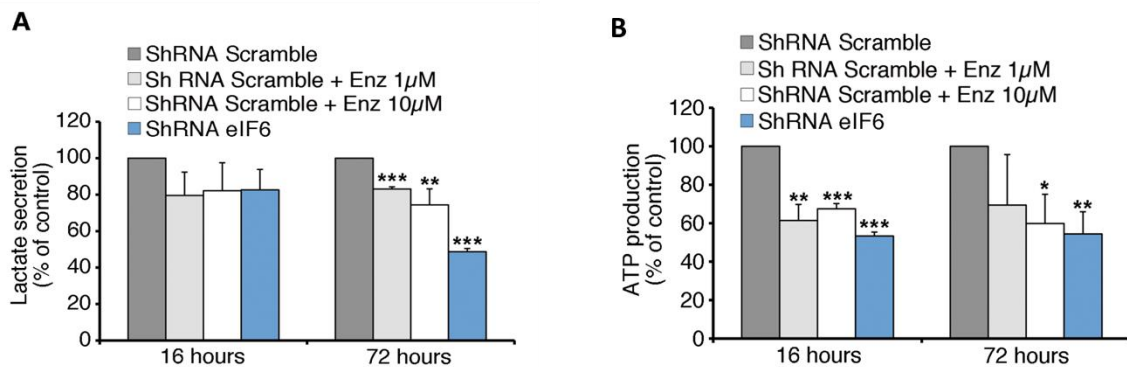 A
ShRNA Scramble
Sh RNA Scramble + Enz 1µM
ShRNA Scramble + Enz 10µM
ShRNA eIF6
Lactate secretion
(% of control)
120
100
80
60
40
20
0
***
**
***
16 hours
72 hours
B
ShRNA Scramble
Sh RNA Scramble + Enz 1µM
ShRNA Scramble + Enz 10µM
ShRNA eIF6
ATP production
(% of control)
120
100
80
60
40
20
0
**
***
***
*
**
16 hours
72 hours